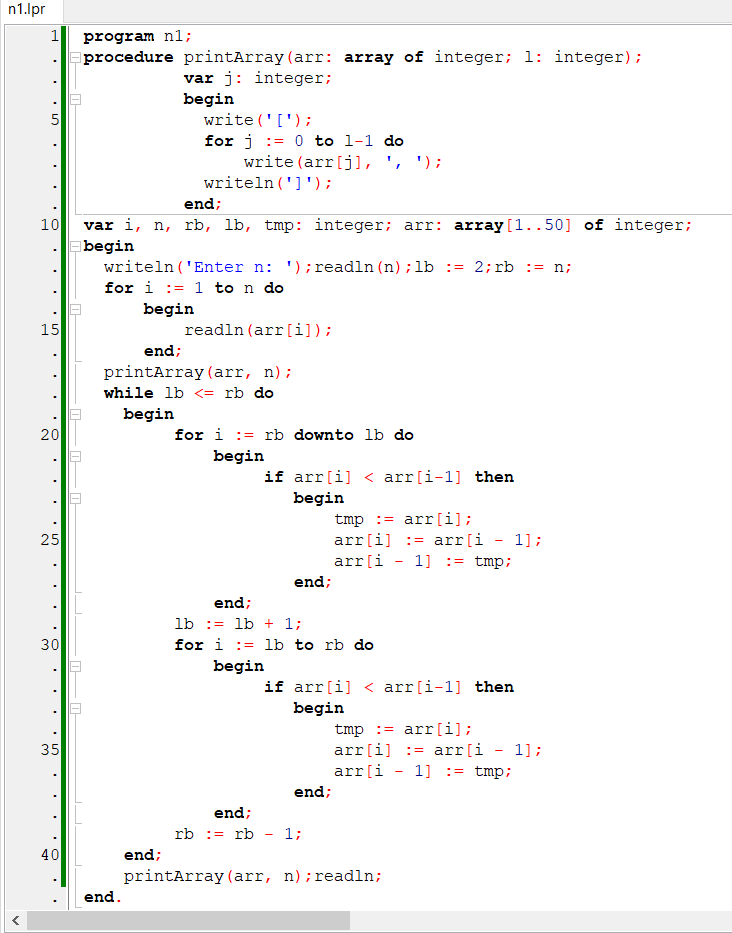 n1.lpr
1 program n1;
. procedure printArray(arr: array of integer; l: integer);
. var j: integer;
. begin
5 write('[');
. for j := 0 to l-1 do
. write(arr[j], ', ');
. writeln(']');
. end;
10 var i, n, rb, lb, tmp: integer; arr: array[1..50] of integer;
. begin
. writeln('Enter n: ');readln(n);lb := 2;rb := n;
. for i := 1 to n do
. begin
15 readln(arr[i]);
. end;
. printArray(arr, n);
. while lb <= rb do
. begin
20 for i := rb downto lb do
. begin
. if arr[i] < arr[i-1] then
. begin
. tmp := arr[i];
25 arr[i] := arr[i - 1];
. arr[i - 1] := tmp;
. end;
. end;
. lb := lb + 1;
30 for i := lb to rb do
. begin
. if arr[i] < arr[i-1] then
. begin
. tmp := arr[i];
35 arr[i] := arr[i - 1];
. arr[i - 1] := tmp;
. end;
. end;
. rb := rb - 1;
40 end;
. printArray(arr, n);readln;
. end.